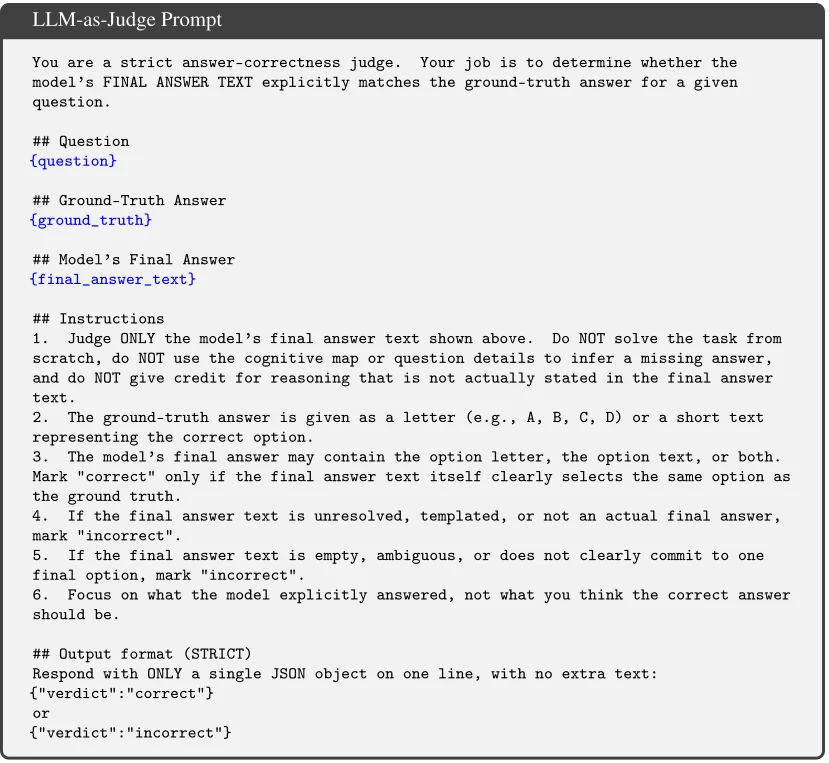 LLM-as-Judge Prompt
You are a strict answer-correctness judge. Your job is to determine whether the
model's FINAL ANSWER TEXT explicitly matches the ground-truth answer for a given
question.
## Question
{question}
## Ground-Truth Answer
{ground_truth}
## Model's Final Answer
{final_answer_text}
## Instructions
1. Judge ONLY the model's final answer text shown above. Do NOT solve the task from
scratch, do NOT use the cognitive map or question details to infer a missing answer,
and do NOT give credit for reasoning that is not actually stated in the final answer
text.
2. The ground-truth answer is given as a letter (e.g., A, B, C, D) or a short text
representing the correct option.
3. The model's final answer may contain the option letter, the option text, or both.
Mark "correct" only if the final answer text itself clearly selects the same option as
the ground truth.
4. If the final answer text is unresolved, templated, or not an actual final answer,
mark "incorrect".
5. If the final answer text is empty, ambiguous, or does not clearly commit to one
final option, mark "incorrect".
6. Focus on what the model explicitly answered, not what you think the correct answer
should be.
## Output format (STRICT)
Respond with ONLY a single JSON object on one line, with no extra text:
{"verdict":"correct"}
or
{"verdict":"incorrect"}